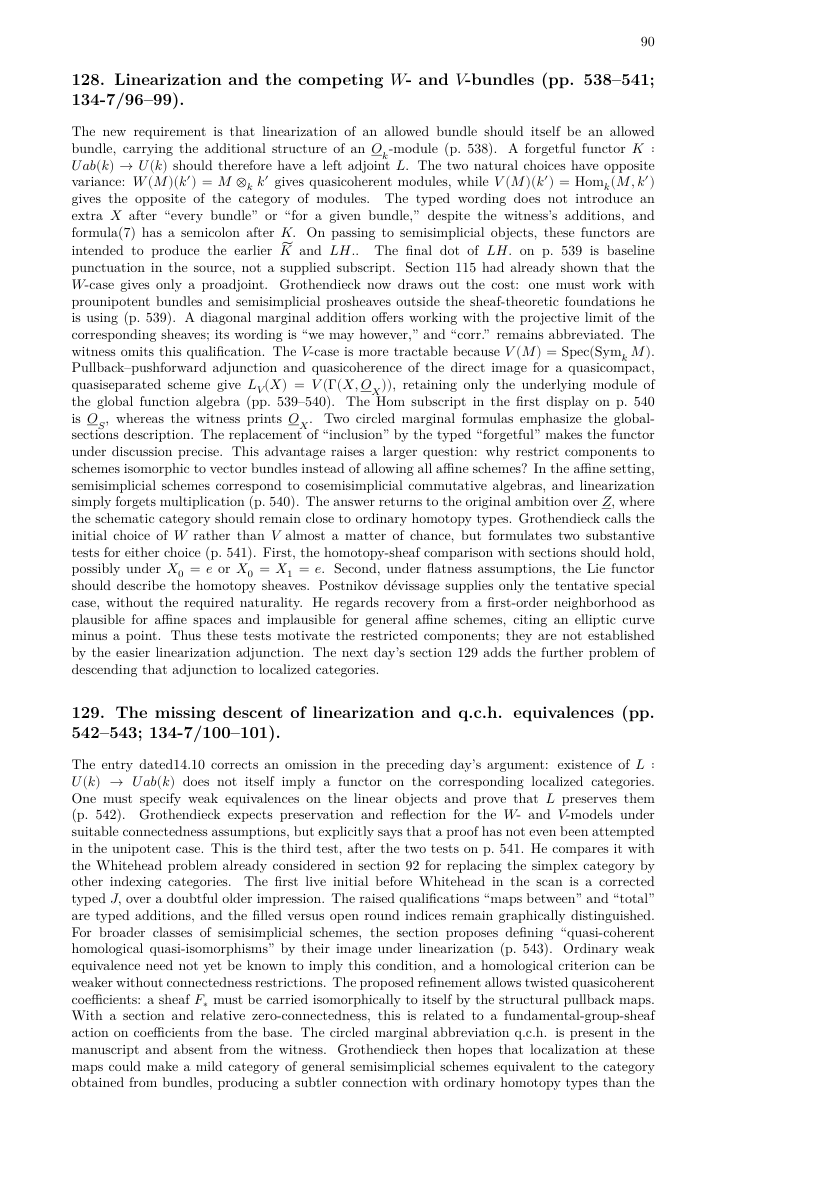 90
128. Linearization and the competing W- and V-bundles (pp. 538–541;
134-7/96–99).
The new requirement is that linearization of an allowed bundle should itself be an allowed
bundle, carrying the additional structure of an O_k-module (p. 538). A forgetful functor K :
Uab(k) → U(k) should therefore have a left adjoint L. The two natural choices have opposite
variance: W(M)(k′) = M ⊗_k k′ gives quasicoherent modules, while V(M)(k′) = Hom_k(M, k′)
gives the opposite of the category of modules. The typed wording does not introduce an
extra X after “every bundle” or “for a given bundle,” despite the witness’s additions, and
formula(7) has a semicolon after K. On passing to semisimplicial objects, these functors are
intended to produce the earlier K̃ and LH.. The final dot of LH. on p. 539 is baseline
punctuation in the source, not a supplied subscript. Section 115 had already shown that the
W-case gives only a proadjoint. Grothendieck now draws out the cost: one must work with
prounipotent bundles and semisimplicial prosheaves outside the sheaf-theoretic foundations he
is using (p. 539). A diagonal marginal addition offers working with the projective limit of the
corresponding sheaves; its wording is “we may however,” and “corr.” remains abbreviated. The
witness omits this qualification. The V-case is more tractable because V(M) = Spec(Sym_k M).
Pullback–pushforward adjunction and quasicoherence of the direct image for a quasicompact,
quasiseparated scheme give L_V(X) = V(Γ(X, O_X)), retaining only the underlying module of
the global function algebra (pp. 539–540). The Hom subscript in the first display on p. 540
is O_S, whereas the witness prints O_X. Two circled marginal formulas emphasize the global-
sections description. The replacement of “inclusion” by the typed “forgetful” makes the functor
under discussion precise. This advantage raises a larger question: why restrict components to
schemes isomorphic to vector bundles instead of allowing all affine schemes? In the affine setting,
semisimplicial schemes correspond to cosemisimplicial commutative algebras, and linearization
simply forgets multiplication (p. 540). The answer returns to the original ambition over Z, where
the schematic category should remain close to ordinary homotopy types. Grothendieck calls the
initial choice of W rather than V almost a matter of chance, but formulates two substantive
tests for either choice (p. 541). First, the homotopy-sheaf comparison with sections should hold,
possibly under X_0 = e or X_0 = X_1 = e. Second, under flatness assumptions, the Lie functor
should describe the homotopy sheaves. Postnikov dévissage supplies only the tentative special
case, without the required naturality. He regards recovery from a first-order neighborhood as
plausible for affine spaces and implausible for general affine schemes, citing an elliptic curve
minus a point. Thus these tests motivate the restricted components; they are not established
by the easier linearization adjunction. The next day’s section 129 adds the further problem of
descending that adjunction to localized categories.
129. The missing descent of linearization and q.c.h. equivalences (pp.
542–543; 134-7/100–101).
The entry dated14.10 corrects an omission in the preceding day’s argument: existence of L :
U(k) → Uab(k) does not itself imply a functor on the corresponding localized categories.
One must specify weak equivalences on the linear objects and prove that L preserves them
(p. 542). Grothendieck expects preservation and reflection for the W- and V-models under
suitable connectedness assumptions, but explicitly says that a proof has not even been attempted
in the unipotent case. This is the third test, after the two tests on p. 541. He compares it with
the Whitehead problem already considered in section 92 for replacing the simplex category by
other indexing categories. The first live initial before Whitehead in the scan is a corrected
typed J, over a doubtful older impression. The raised qualifications “maps between” and “total”
are typed additions, and the filled versus open round indices remain graphically distinguished.
For broader classes of semisimplicial schemes, the section proposes defining “quasi-coherent
homological quasi-isomorphisms” by their image under linearization (p. 543). Ordinary weak
equivalence need not yet be known to imply this condition, and a homological criterion can be
weaker without connectedness restrictions. The proposed refinement allows twisted quasicoherent
coefficients: a sheaf F_* must be carried isomorphically to itself by the structural pullback maps.
With a section and relative zero-connectedness, this is related to a fundamental-group-sheaf
action on coefficients from the base. The circled marginal abbreviation q.c.h. is present in the
manuscript and absent from the witness. Grothendieck then hopes that localization at these
maps could make a mild category of general semisimplicial schemes equivalent to the category
obtained from bundles, producing a subtler connection with ordinary homotopy types than the